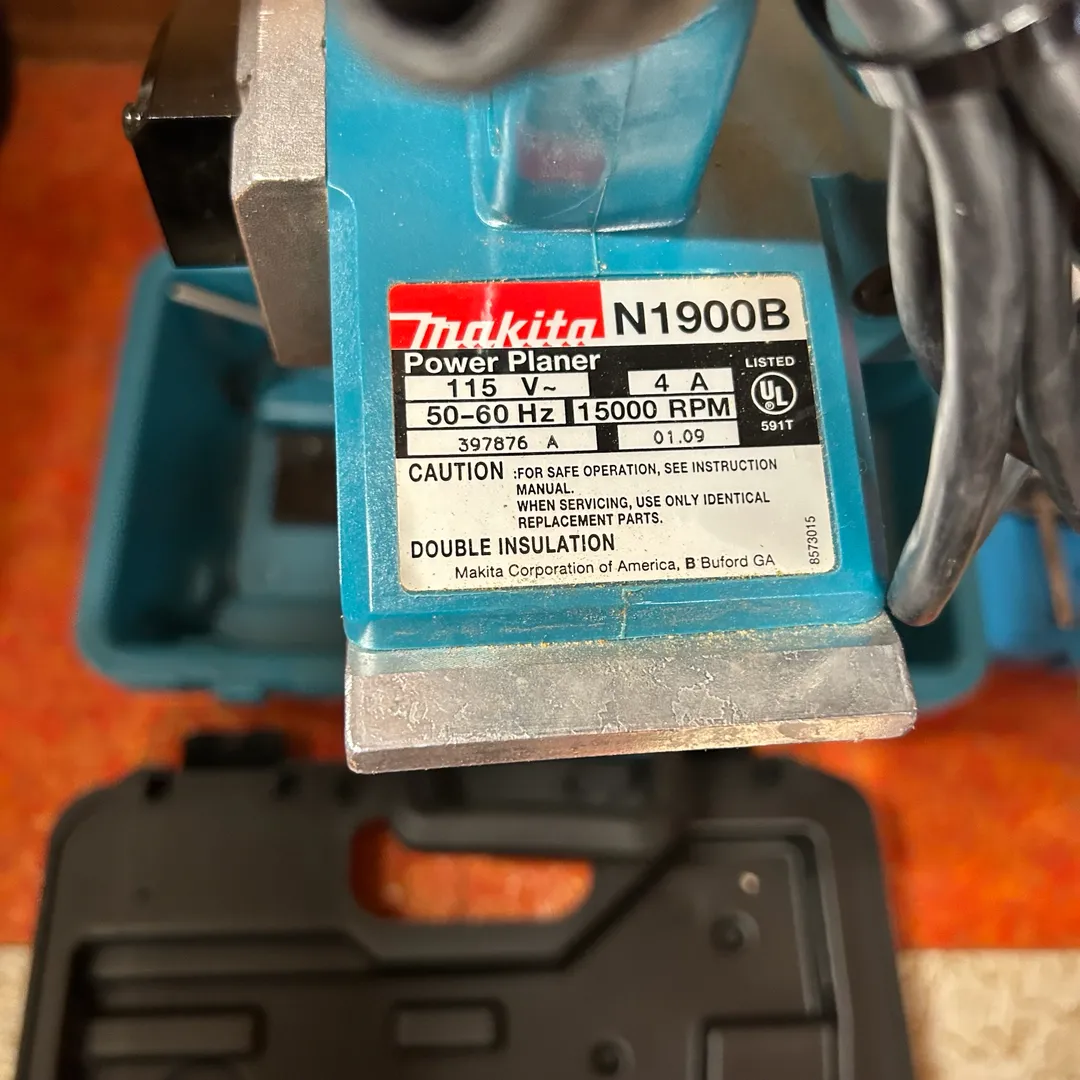 makita N1900B
Power Planer
LISTED
115 V~ 4 A
UL
50-60 Hz 15000 RPM
591T
397876 A 01.09
CAUTION :FOR SAFE OPERATION, SEE INSTRUCTION
MANUAL.
WHEN SERVICING, USE ONLY IDENTICAL
REPLACEMENT PARTS.
DOUBLE INSULATION
Makita Corporation of America, B Buford GA
8573015